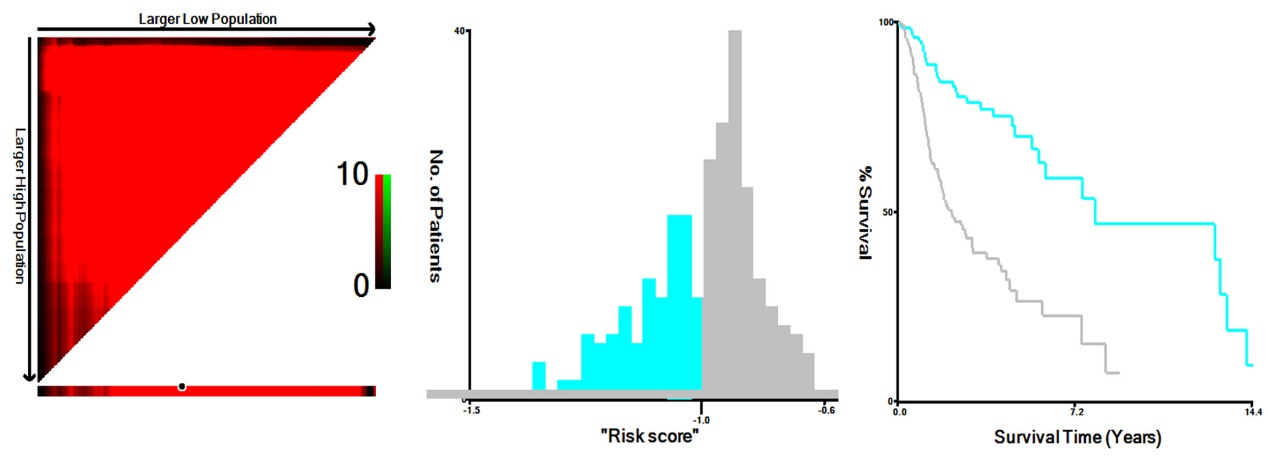 Larger Low Population
Larger High Population
10
0
40
No. of Patients
0
-1.5
-1.0
-0.6
"Risk score"
100
% Survival
50
0
0.0
7.2
14.4
Survival Time (Years)